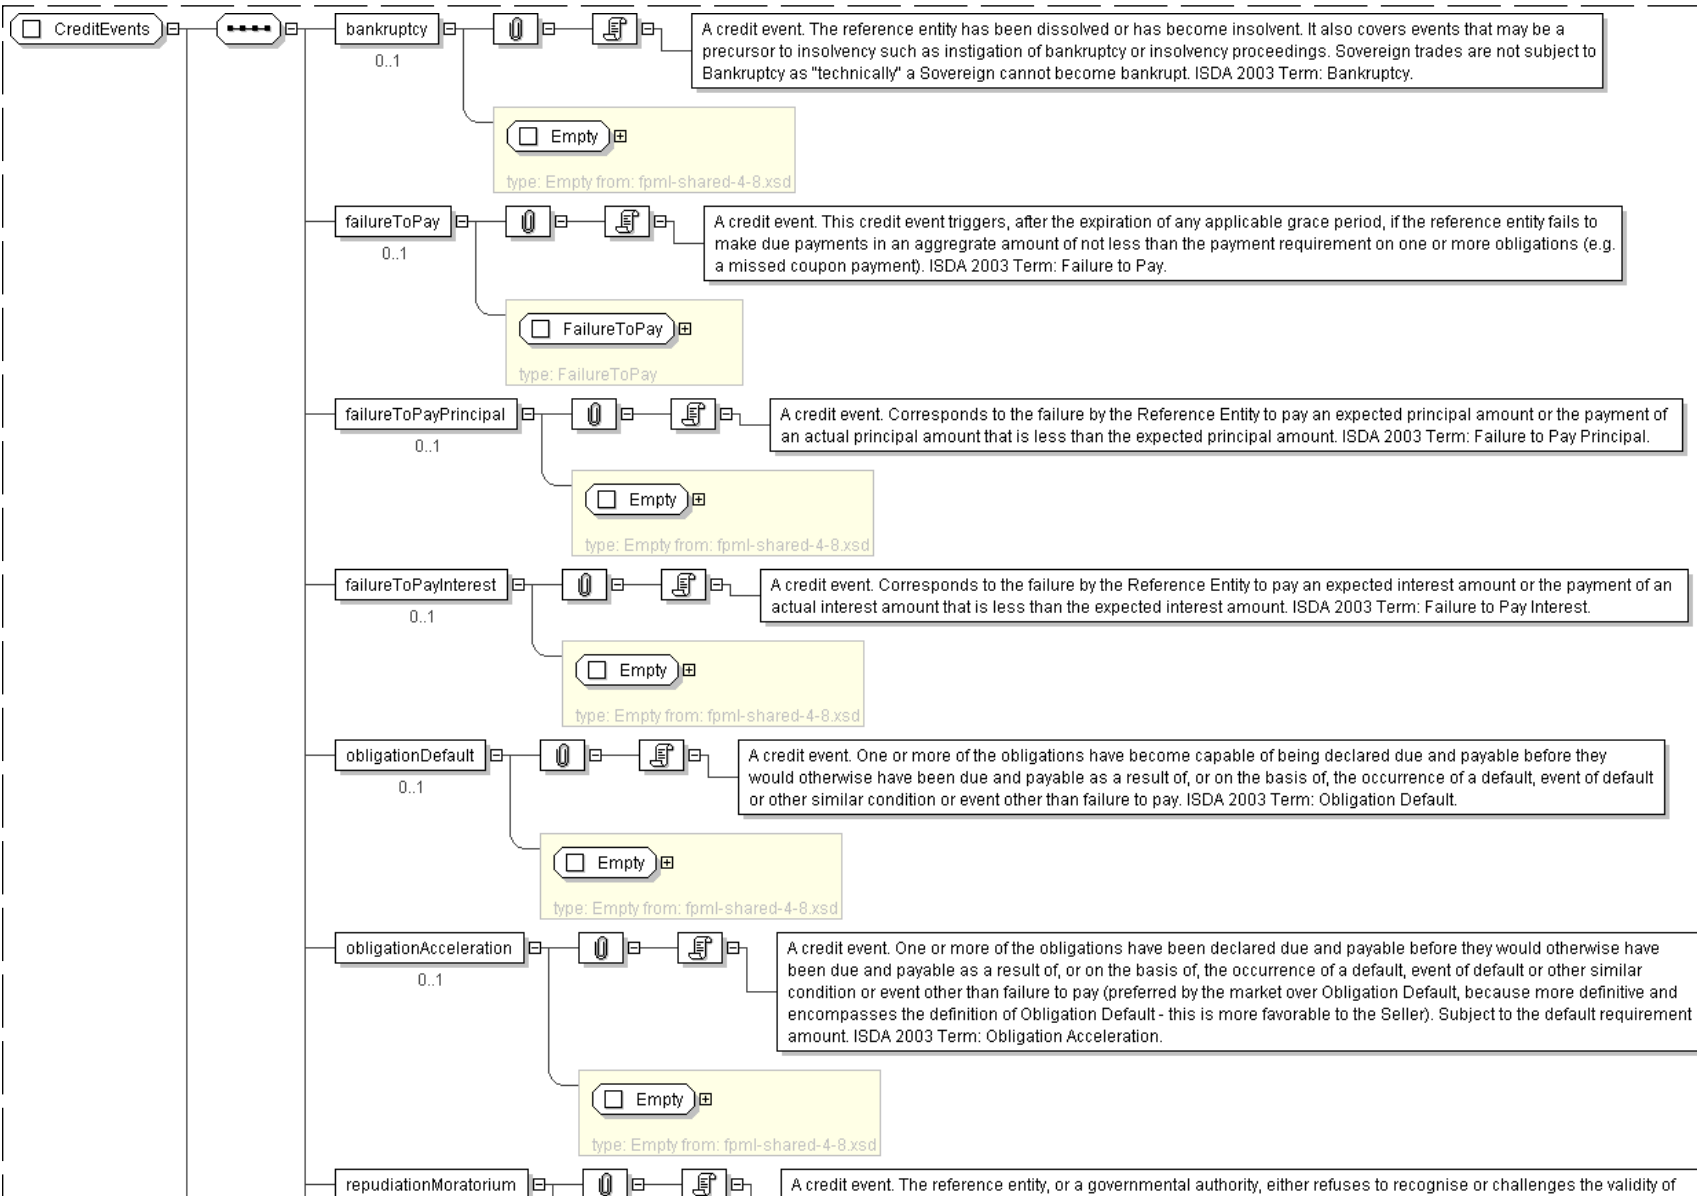 CreditEvents
bankruptcy
0..1
A credit event. The reference entity has been dissolved or has become insolvent. It also covers events that may be a
precursor to insolvency such as instigation of bankruptcy or insolvency proceedings. Sovereign trades are not subject to
Bankruptcy as "technically" a Sovereign cannot become bankrupt. ISDA 2003 Term: Bankruptcy.
Empty
type: Empty from: fpml-shared-4-8.xsd
failureToPay
0..1
A credit event. This credit event triggers, after the expiration of any applicable grace period, if the reference entity fails to
make due payments in an aggregrate amount of not less than the payment requirement on one or more obligations (e.g.
a missed coupon payment). ISDA 2003 Term: Failure to Pay.
FailureToPay
type: FailureToPay
failureToPayPrincipal
0..1
A credit event. Corresponds to the failure by the Reference Entity to pay an expected principal amount or the payment of
an actual principal amount that is less than the expected principal amount. ISDA 2003 Term: Failure to Pay Principal.
Empty
type: Empty from: fpml-shared-4-8.xsd
failureToPayInterest
0..1
A credit event. Corresponds to the failure by the Reference Entity to pay an expected interest amount or the payment of an
actual interest amount that is less than the expected interest amount. ISDA 2003 Term: Failure to Pay Interest.
Empty
type: Empty from: fpml-shared-4-8.xsd
obligationDefault
0..1
A credit event. One or more of the obligations have become capable of being declared due and payable before they
would otherwise have been due and payable as a result of, or on the basis of, the occurrence of a default, event of default
or other similar condition or event other than failure to pay. ISDA 2003 Term: Obligation Default.
Empty
type: Empty from: fpml-shared-4-8.xsd
obligationAcceleration
0..1
A credit event. One or more of the obligations have been declared due and payable before they would otherwise have
been due and payable as a result of, or on the basis of, the occurrence of a default, event of default or other similar
condition or event other than failure to pay (preferred by the market over Obligation Default, because more definitive and
encompasses the definition of Obligation Default - this is more favorable to the Seller). Subject to the default requirement
amount. ISDA 2003 Term: Obligation Acceleration.
Empty
type: Empty from: fpml-shared-4-8.xsd
repudiationMoratorium
A credit event. The reference entity, or a governmental authority, either refuses to recognise or challenges the validity of